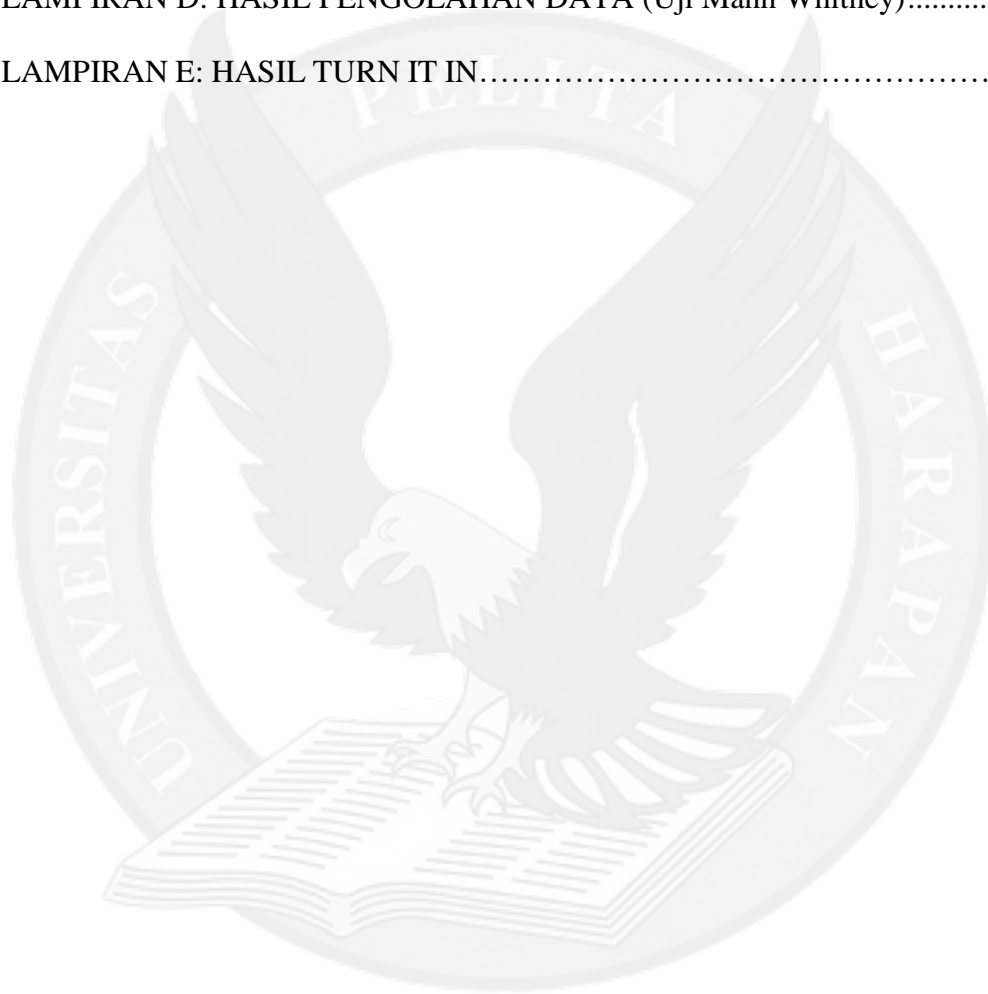 LAMPIRAN D: HASIL PENGOLAHAN DATA (Uji Mann Whitney)..........
LAMPIRAN E: HASIL TURN IT IN…………………………………………
UNIVERSITAS PELITA HARAPAN